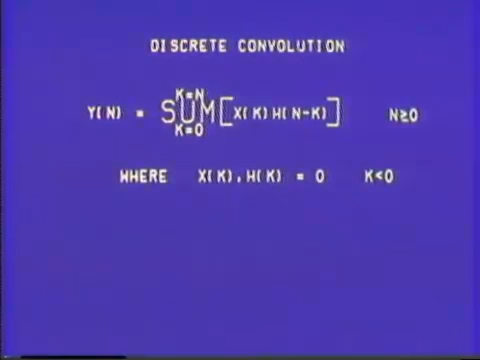 DISCRETE CONVOLUTION
K=N
Y(N) = SUM[X(K)H(N-K)] N≥0
K=0
WHERE X(K),H(K) = 0 K<0